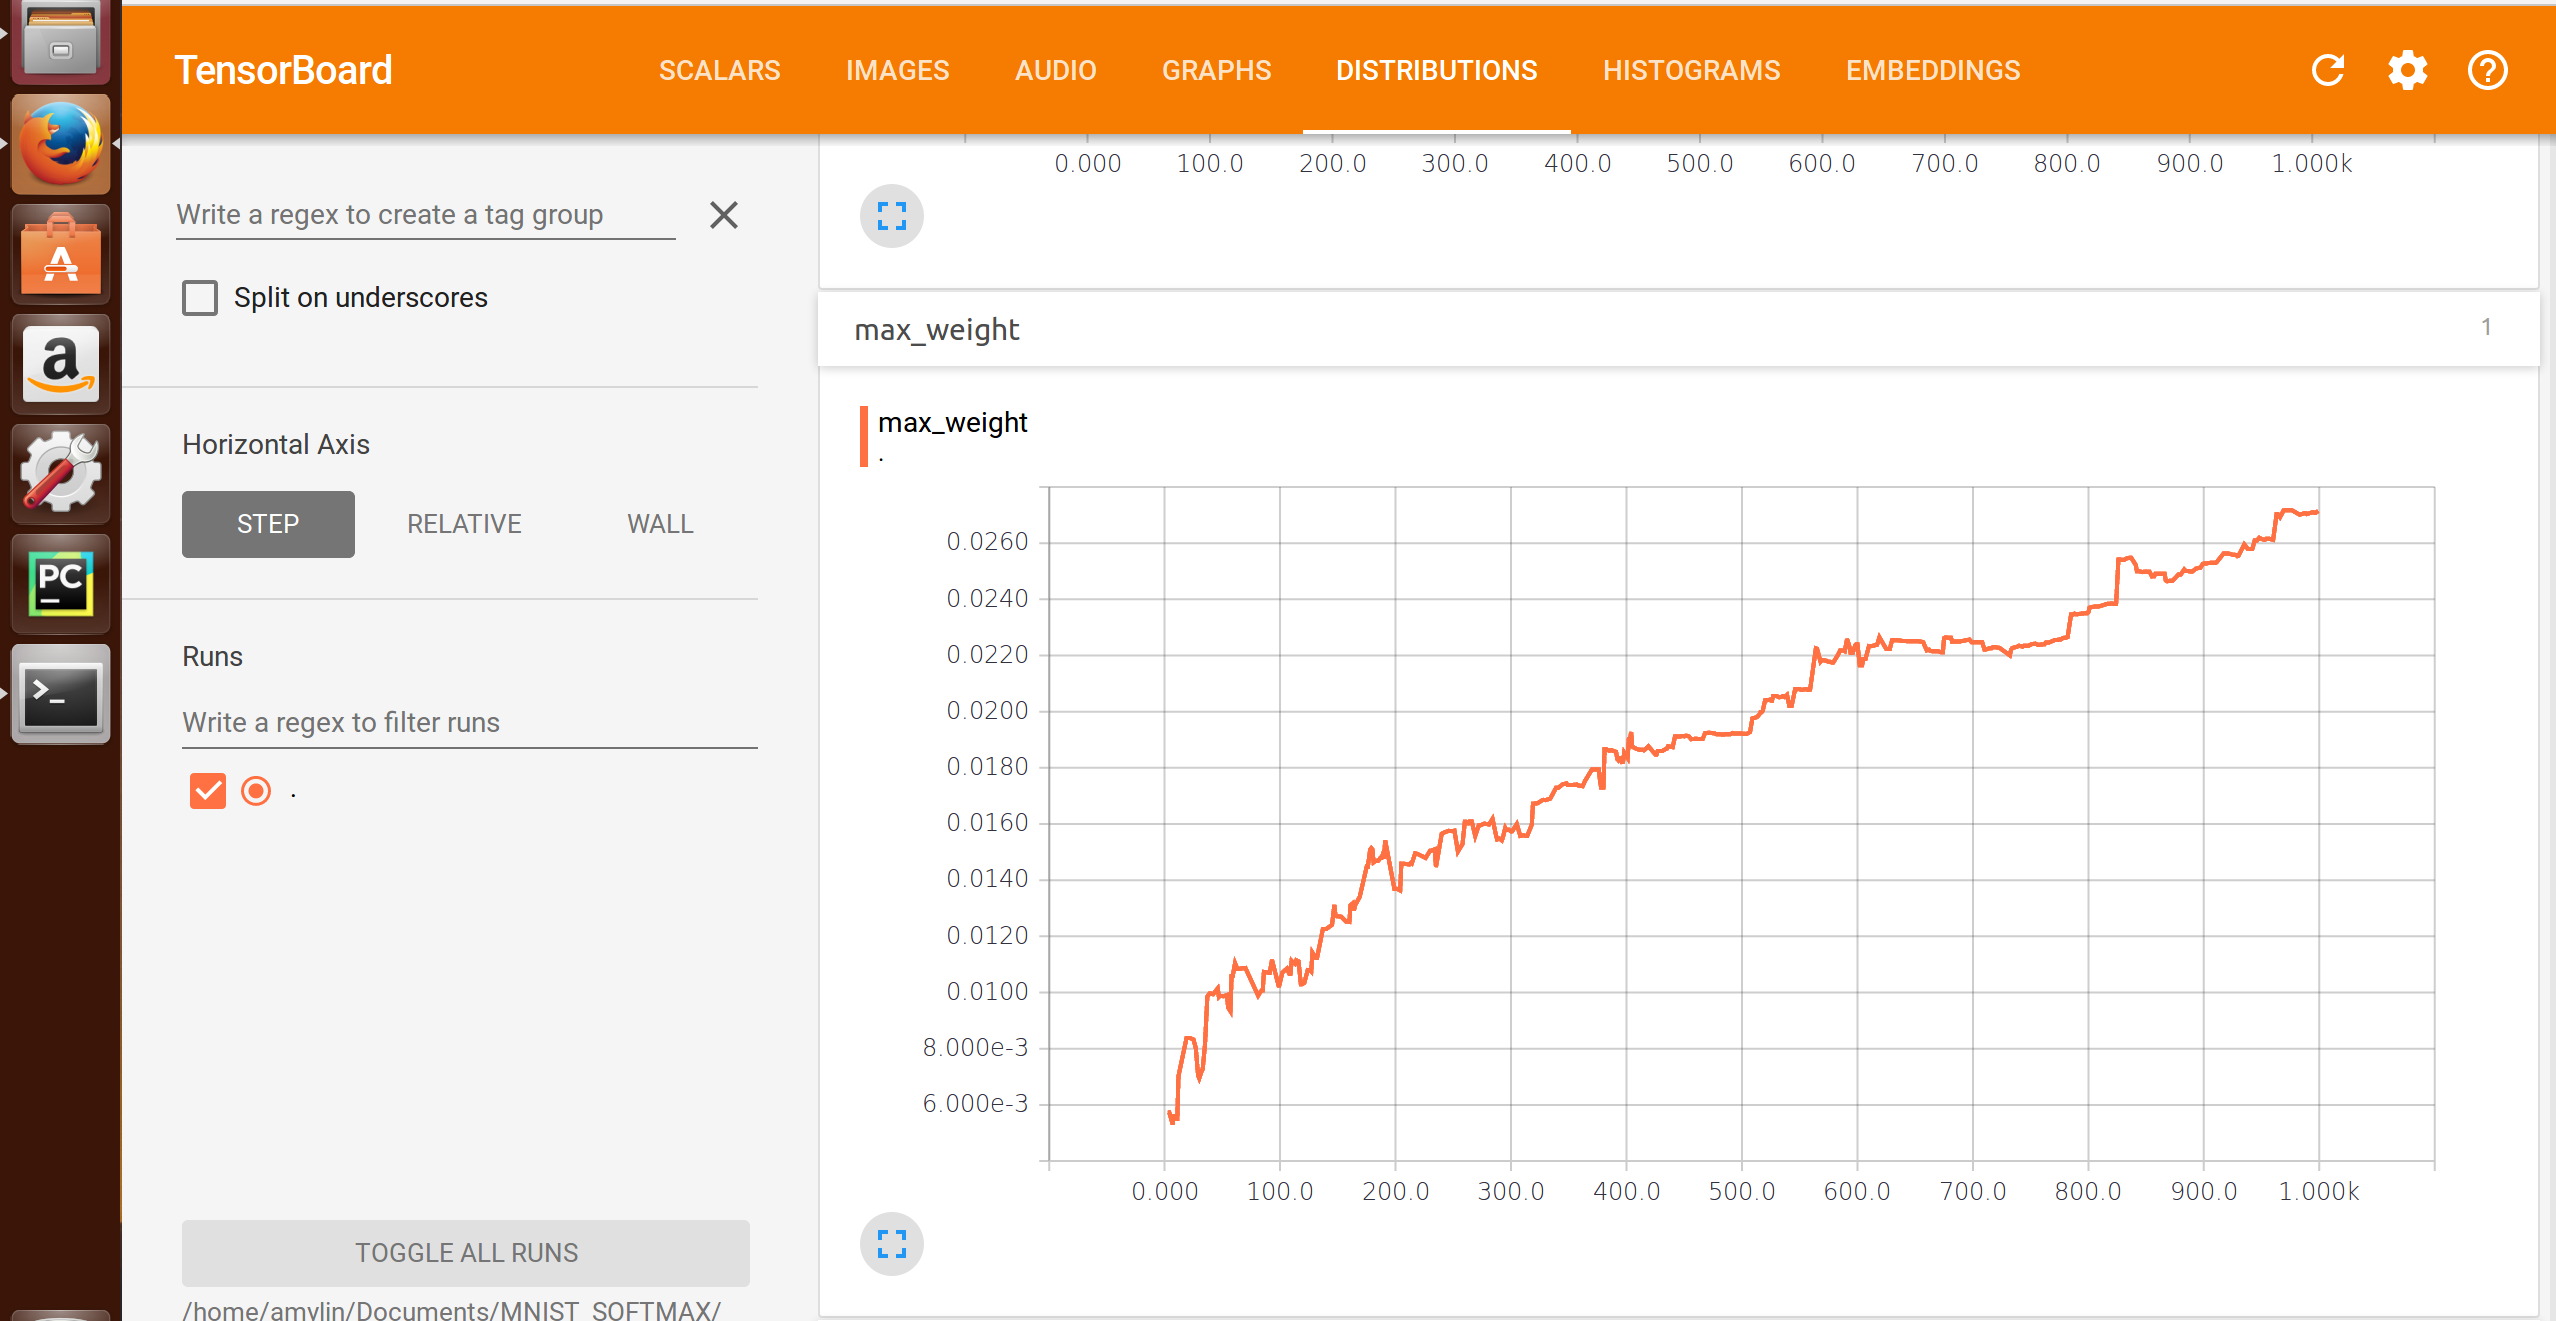 TensorBoard
SCALARS IMAGES AUDIO GRAPHS DISTRIBUTIONS HISTOGRAMS EMBEDDINGS
0.000 100.0 200.0 300.0 400.0 500.0 600.0 700.0 800.0 900.0 1.000k
Write a regex to create a tag group
Split on underscores
Horizontal Axis
STEP RELATIVE WALL
Runs
Write a regex to filter runs
.
TOGGLE ALL RUNS
/home/amylin/Documents/MNIST_SOFTMAX/
max_weight 1
max_weight
.
0.0260
0.0240
0.0220
0.0200
0.0180
0.0160
0.0140
0.0120
0.0100
8.000e-3
6.000e-3
0.000 100.0 200.0 300.0 400.0 500.0 600.0 700.0 800.0 900.0 1.000k
A
a
PC
>_